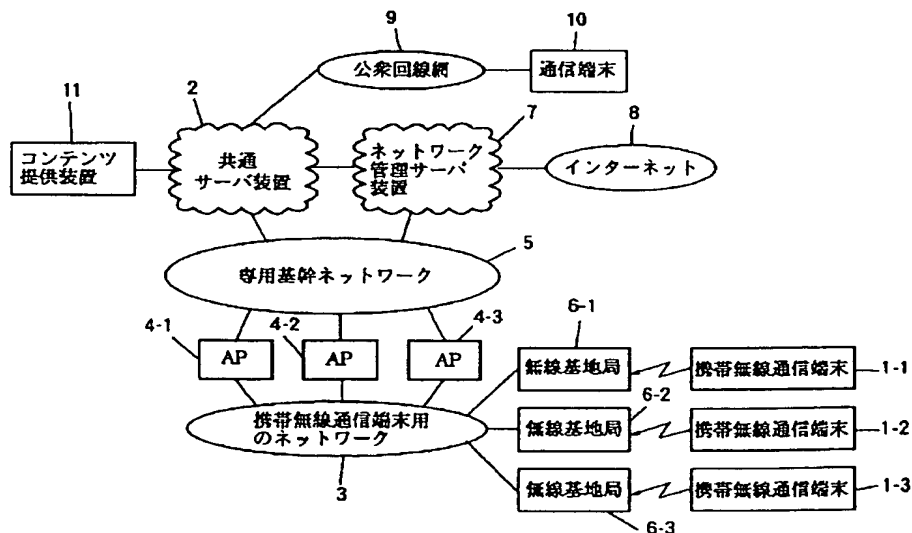 9
10
公衆回線網
通信端末
11
2
7
8
コンテンツ
提供装置
共通
サーバ装置
ネットワーク
管理サーバ
装置
インターネット
5
専用基幹ネットワーク
4-1
4-2
4-3
6-1
AP
AP
AP
無線基地局
携帯無線通信端末
1-1
6-2
携帯無線通信端末用
のネットワーク
無線基地局
携帯無線通信端末
1-2
3
無線基地局
携帯無線通信端末
1-3
6-3